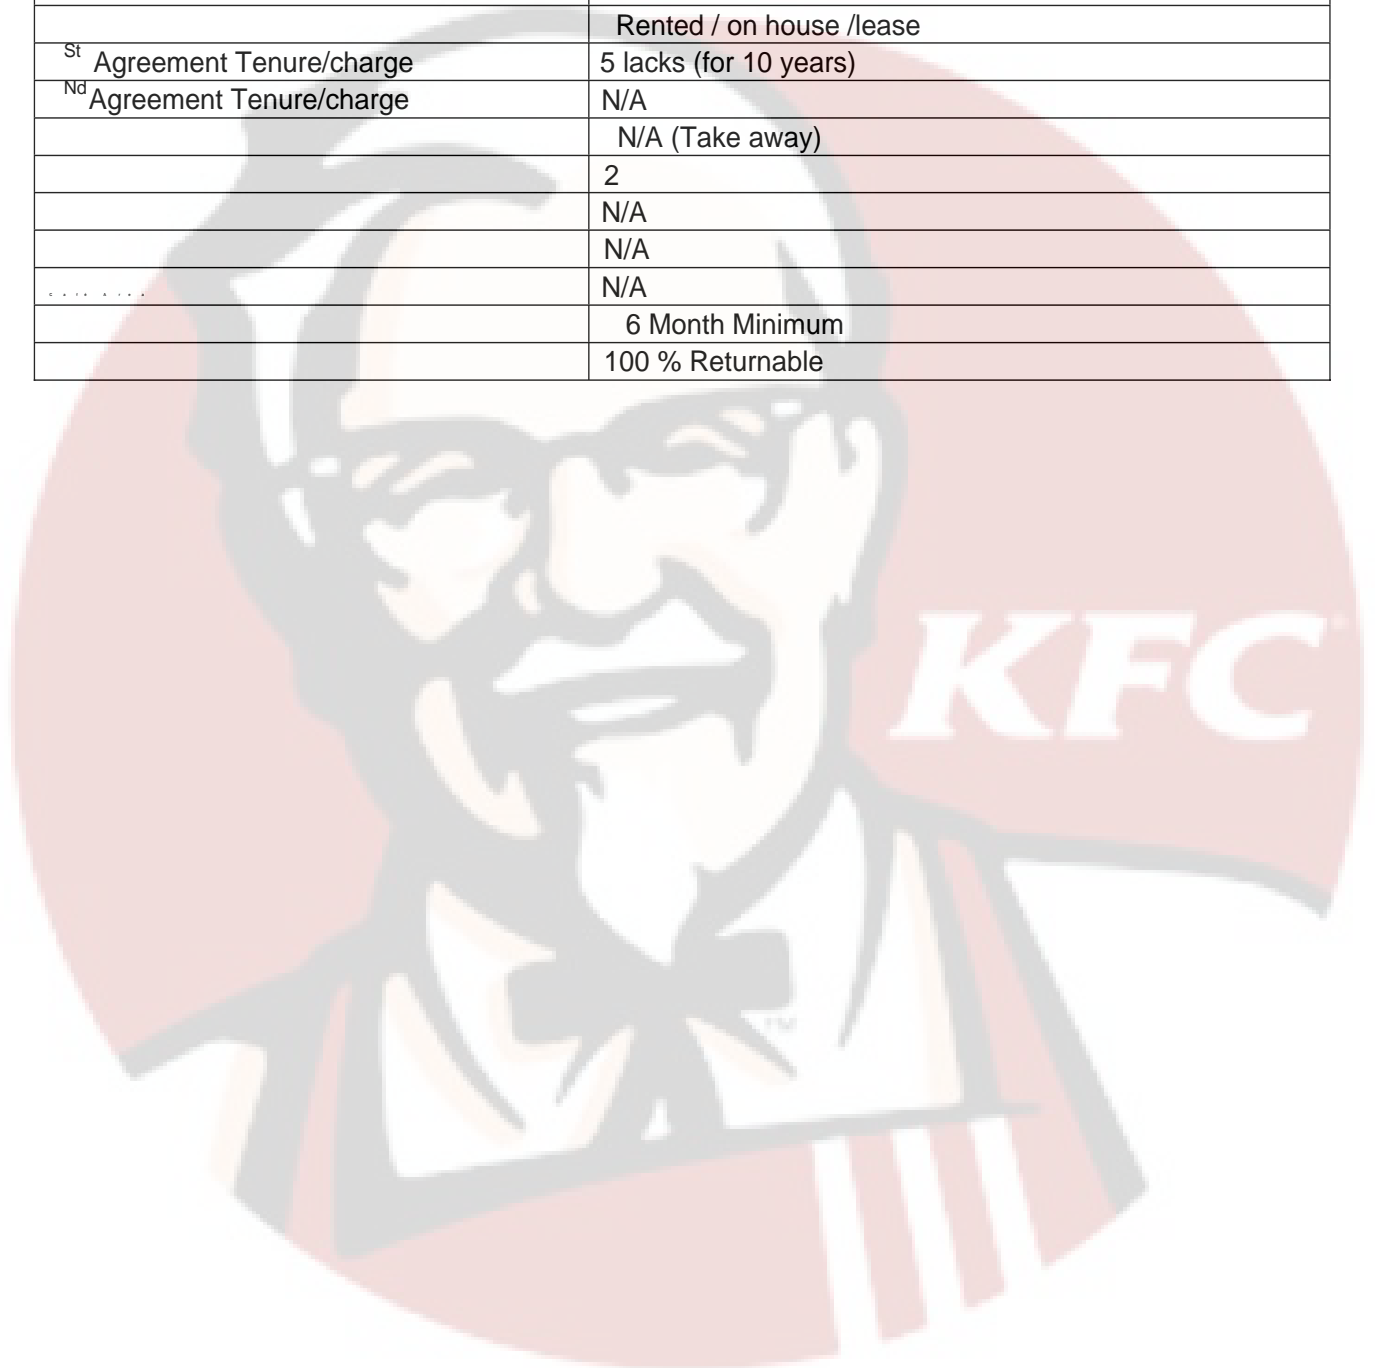 Rented / on house /lease
St Agreement Tenure/charge 5 lacks (for 10 years)
Nd Agreement Tenure/charge N/A
N/A (Take away)
2
N/A
N/A
N/A
6 Month Minimum
100 % Returnable
KFC
TM